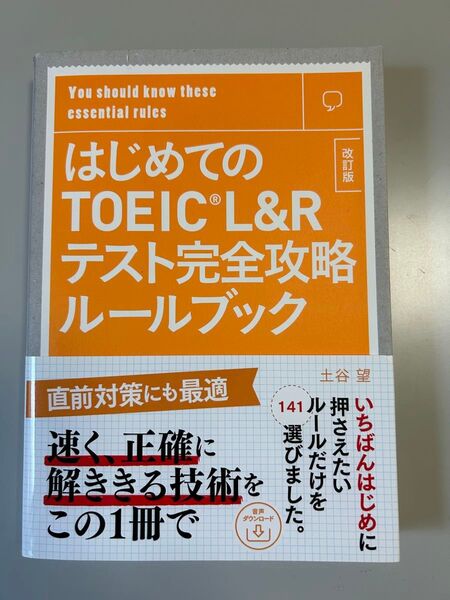 You should know these
essential rules
改訂版
はじめての
TOEIC® L&R
テスト完全攻略
ルールブック
土谷 望
直前対策にも最適
速く、正確に
解ききる技術を
この1冊で
いちばんはじめに
押さえたい
ルールだけを
141
選びました。
音声
ダウンロード